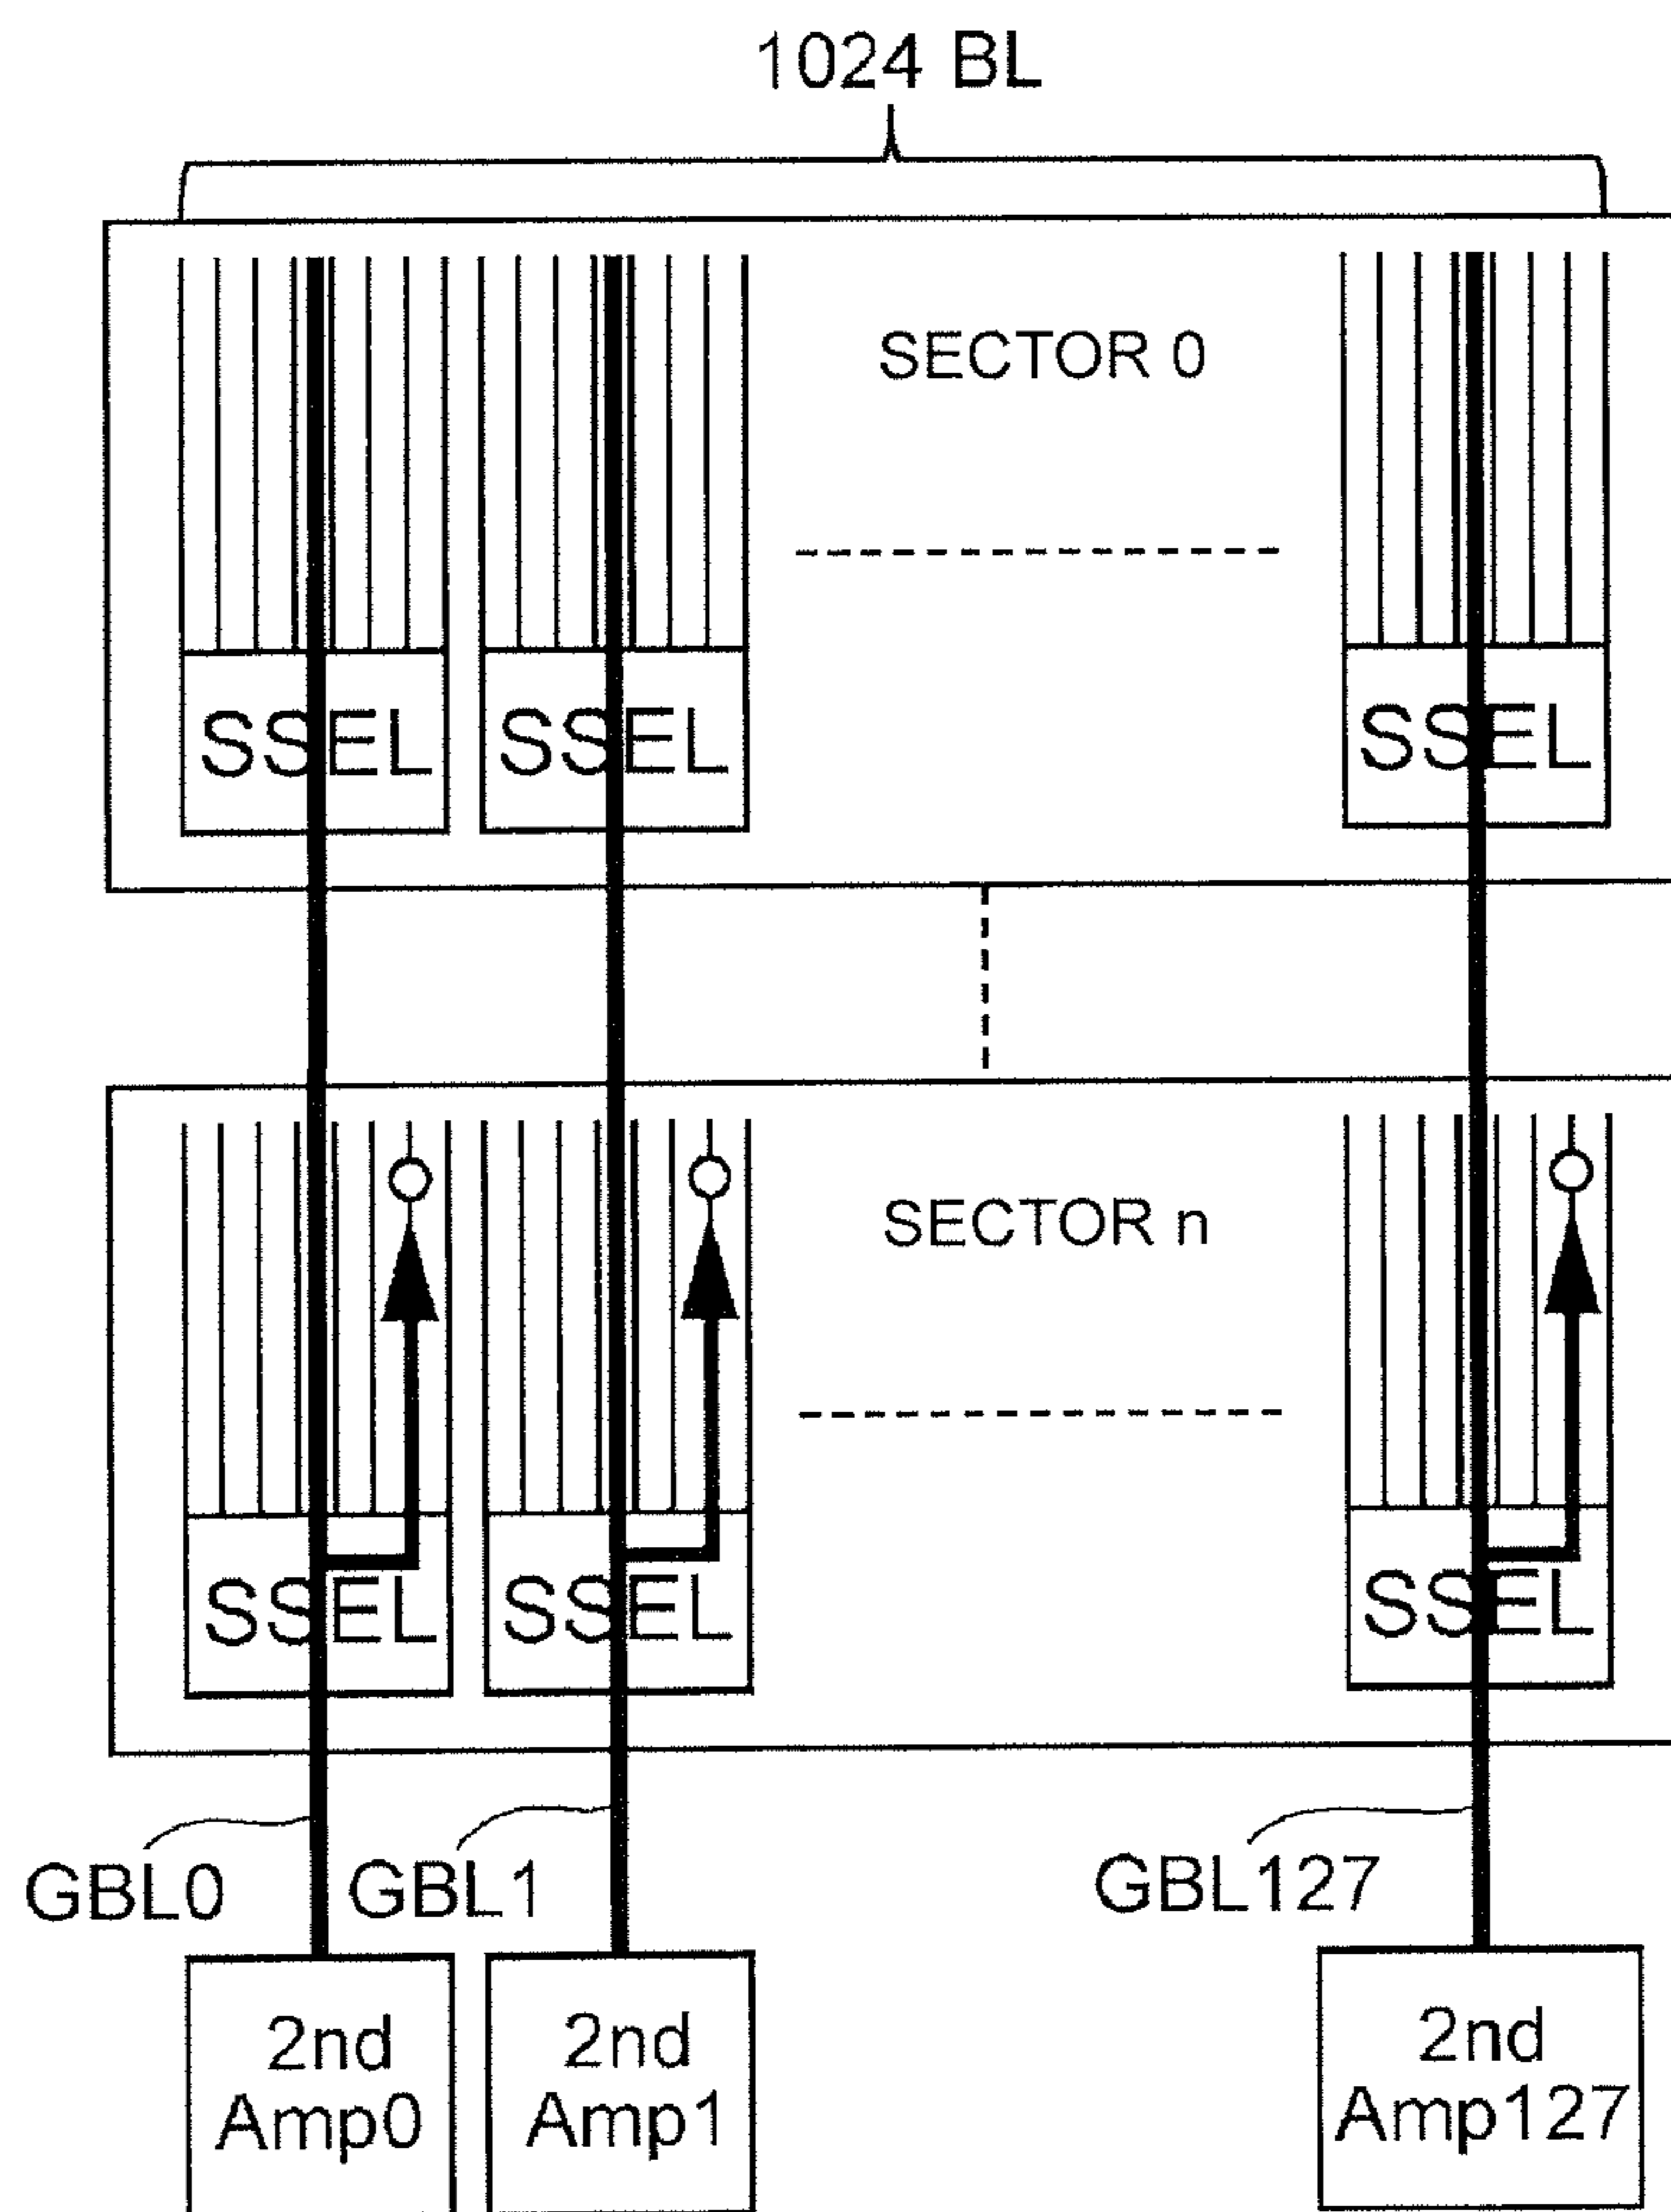 1024 BL
SECTOR 0
SSEL SSEL SSEL
SECTOR n
SSEL SSEL SSEL
GBL0 GBL1 GBL127
2nd 2nd 2nd
Amp0 Amp1 Amp127